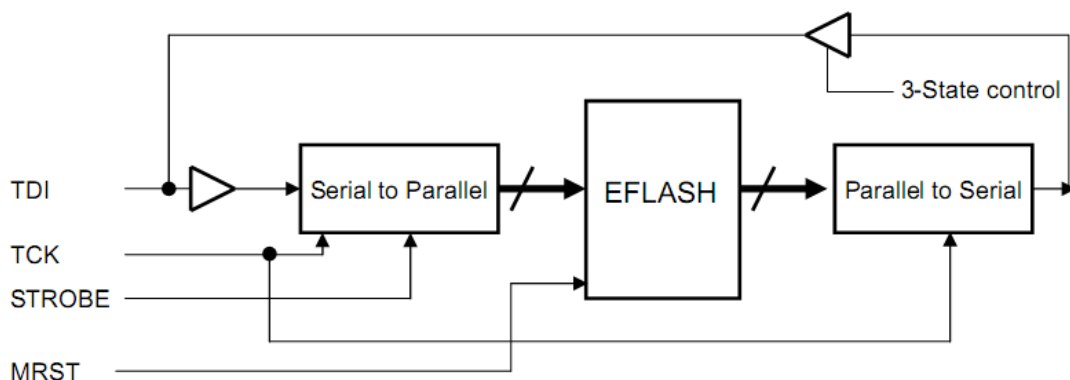 3-State control
TDI
Serial to Parallel
EFLASH
Parallel to Serial
TCK
STROBE
MRST